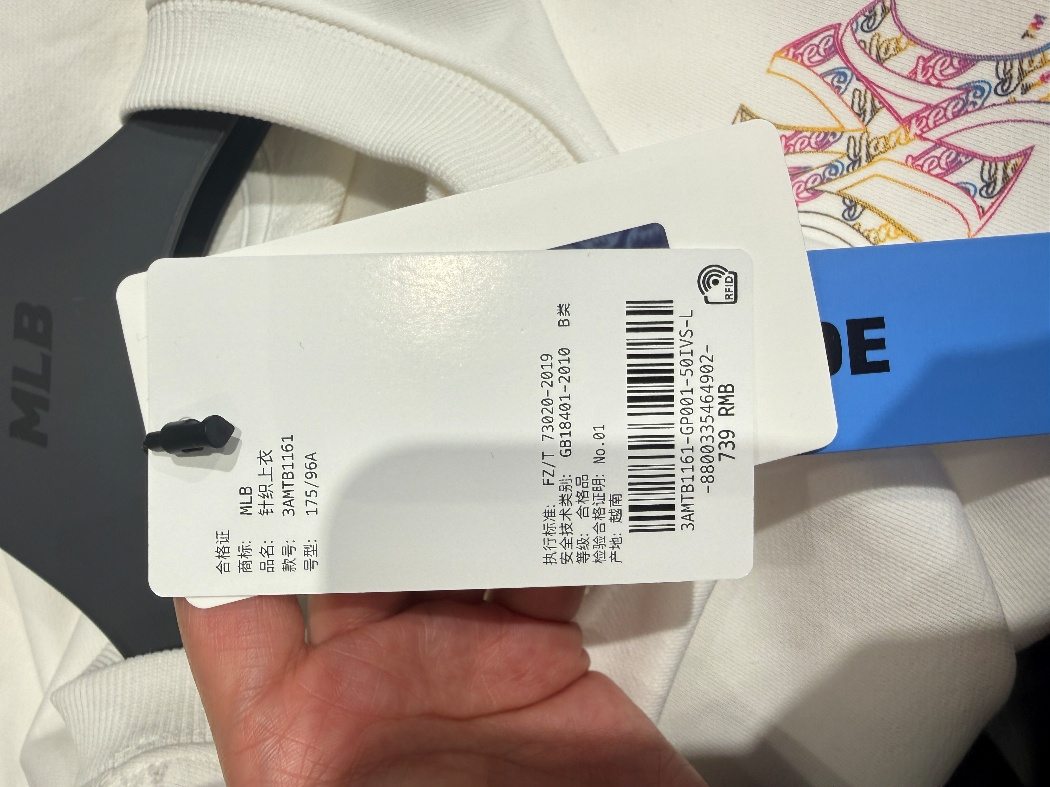 MLB
合格证
商标: MLB
品名: 针织上衣
款号: 3AMTB1161
号型: 175/96A
执行标准: FZ/T 73020-2019
安全技术类别: GB18401-2010 B类
等级: 合格品
检验合格证明: No.01
产地: 越南
3AMTB1161-GP001-50IVS-L
-8800335464902-
739 RMB
RFID
DE
Yankees